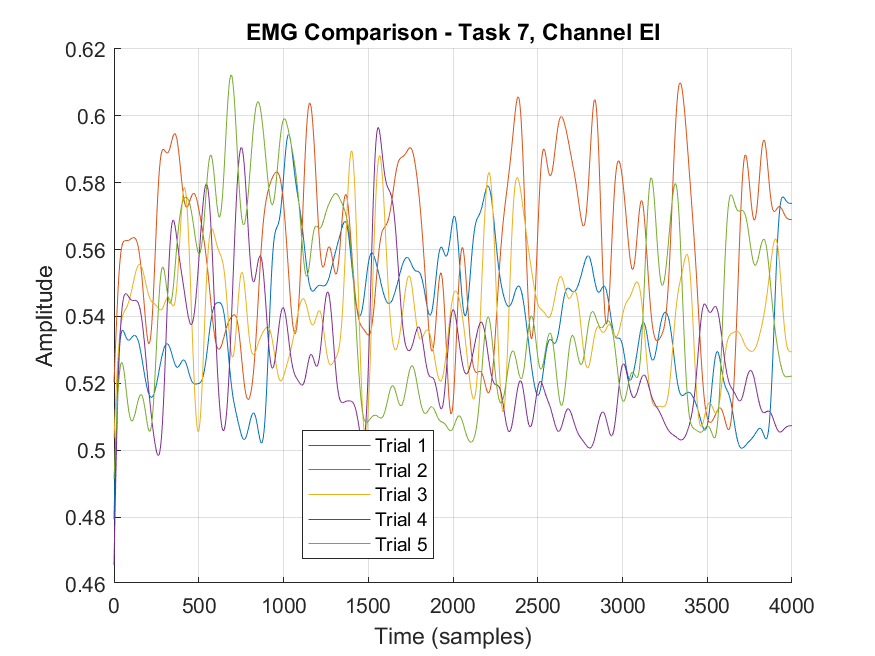 EMG Comparison - Task 7, Channel EI
0.62
0.6
0.58
0.56
0.54
0.52
0.5
0.48
0.46
Amplitude
Trial 1
Trial 2
Trial 3
Trial 4
Trial 5
0 500 1000 1500 2000 2500 3000 3500 4000
Time (samples)